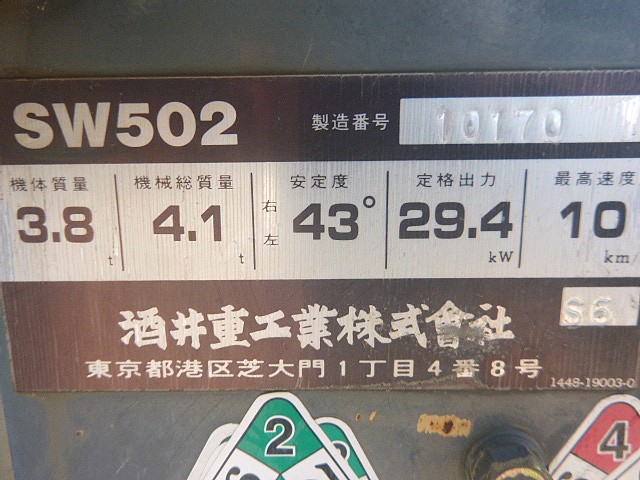 SW502 製造番号 10170
機体質量 機械総質量 安定度 定格出力 最高速度
3.8 t 4.1 t 右 左 43° 29.4 kW 10 km/
酒井重工業株式會社 S6
東京都港区芝大門1丁目4番8号 1448-19003-0
2 4